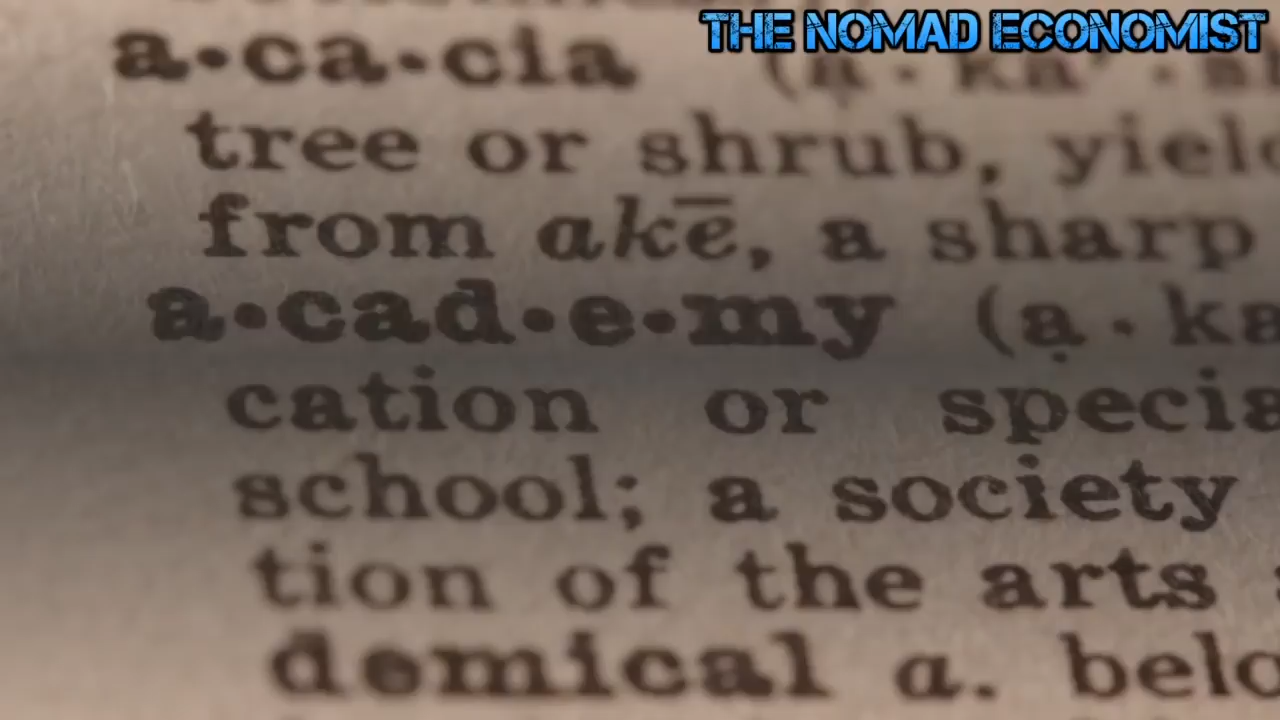 THE NOMAD ECONOMIST
a•ca•cia
tree or shrub,
from akē, a sharp
a•cad•e•my
cation or
school; a society
tion of the arts
demical a.